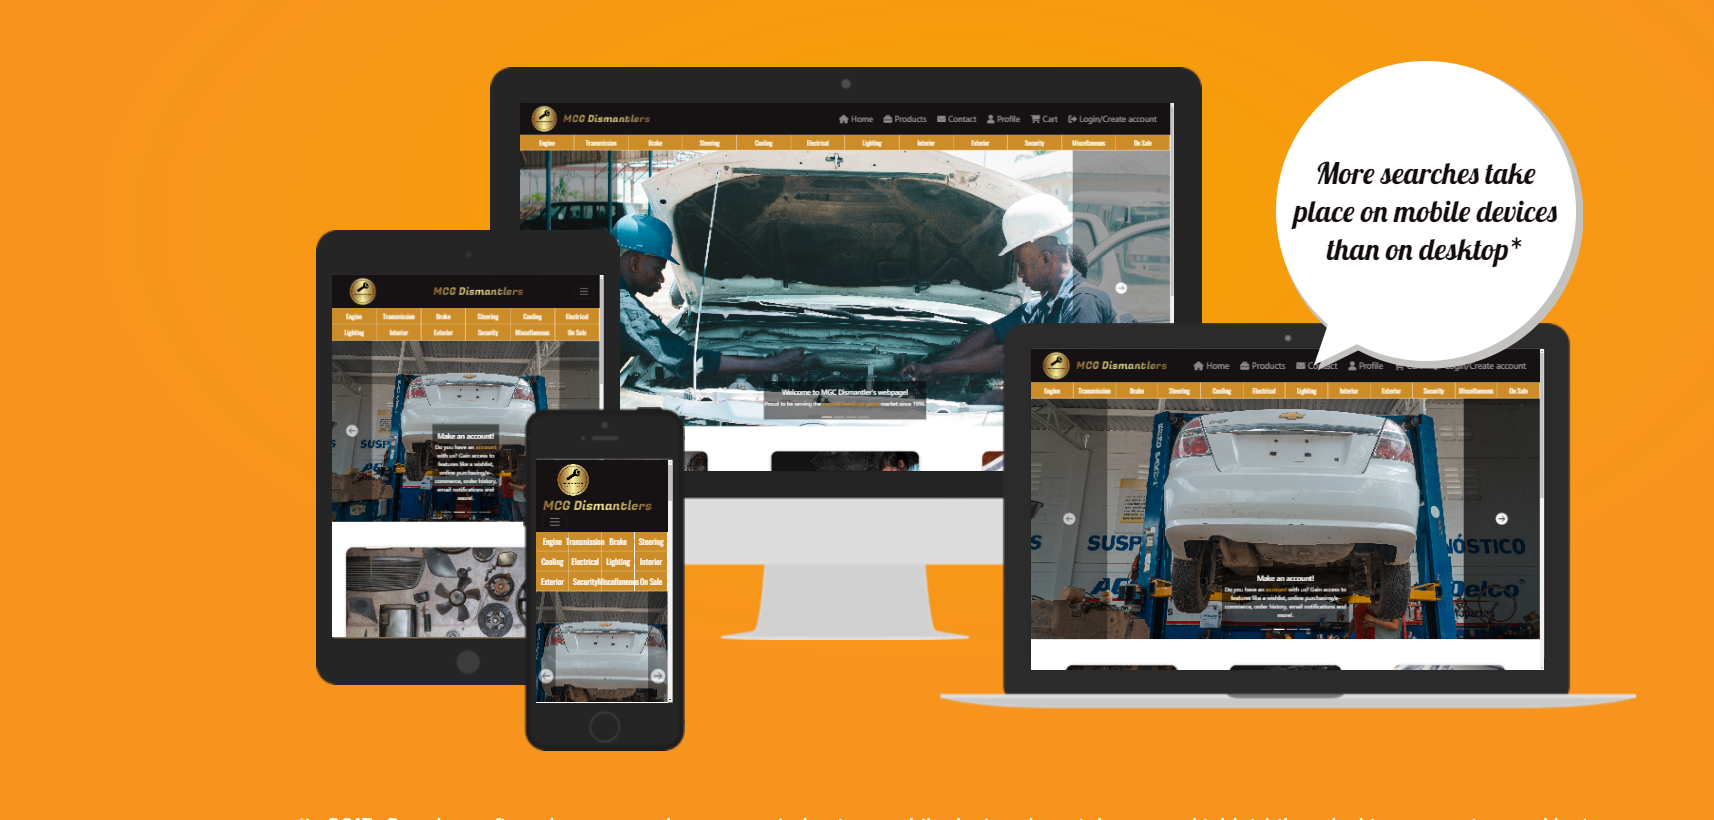 MCG Dismantlers
Home Products Contact Profile Cart Login/Create account
Engine Transmission Brake Steering Cooling Electrical Lighting Interior Exterior Security Miscellaneous On Sale
Welcome to MGC Dismantler's webpage!
Proud to be serving the
market since 1998.
More searches take
place on mobile devices
than on desktop*
MCG Dismantlers
Engine Transmission Brake Steering Cooling Electrical
Lighting Interior Exterior Security Miscellaneous On Sale
SUSP
Make an account!
Do you have an account
with us? Gain access to
features like a wishlist,
online purchasing/e-
commerce, order history,
email notifications and
more!
MCG Dismantlers
Engine Transmission Brake Steering
Cooling Electrical Lighting Interior
Exterior Security Miscellaneous On Sale
MCG Dismantlers
Home Products Contact Profile Login/Create account
Engine Transmission Brake Steering Cooling Electrical Lighting Interior Exterior Security Miscellaneous On Sale
S SUSP NÓSTICO
AC Delco
Make an account!
Do you have an account with us? Gain access to
features like a wishlist, online purchasing/e-
commerce, order history, email notifications and
more!